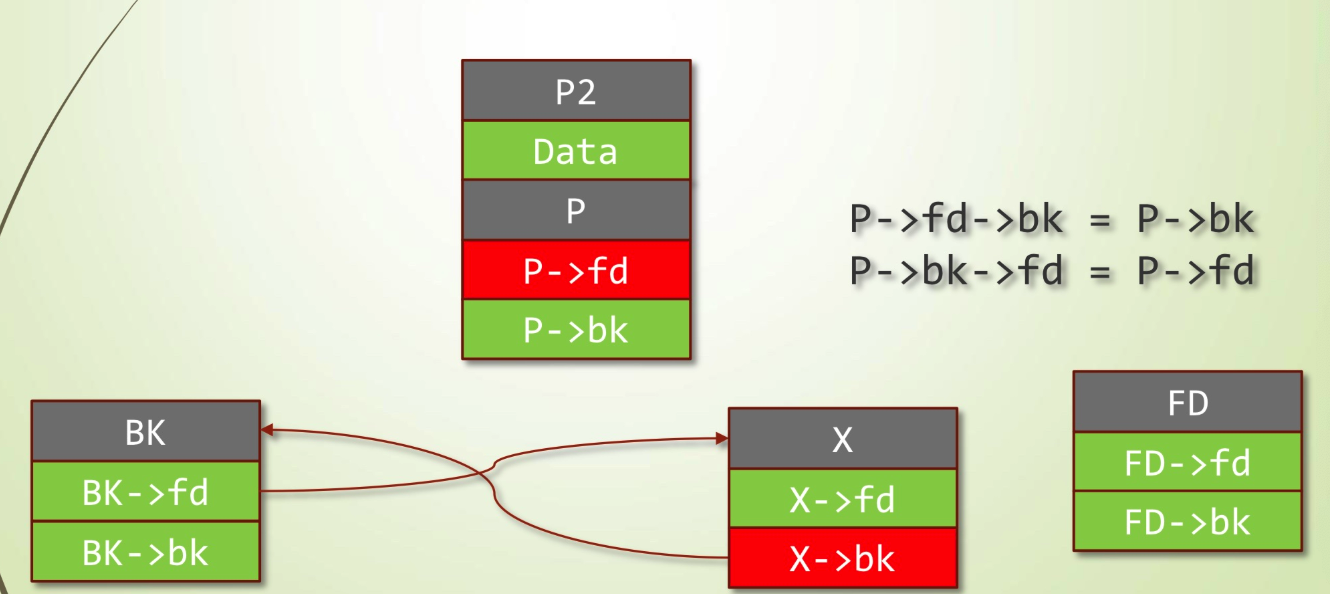 P2
Data
P
P->fd
P->bk
P->fd->bk = P->bk
P->bk->fd = P->fd
BK
BK->fd
BK->bk
X
X->fd
X->bk
FD
FD->fd
FD->bk